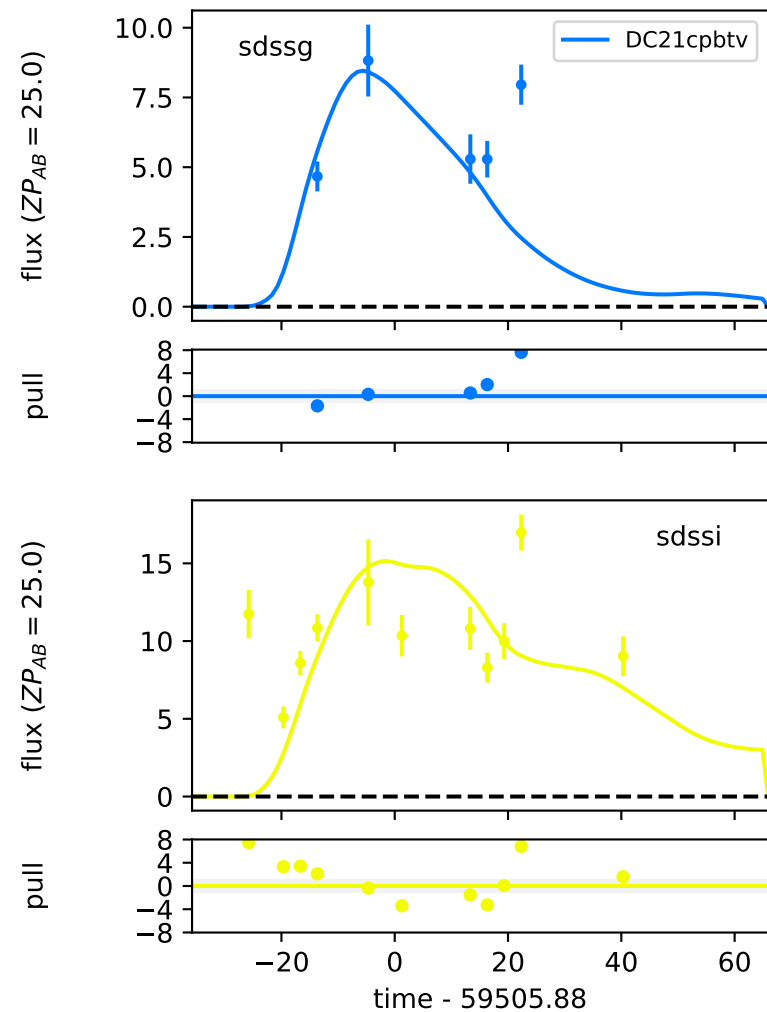 10.0
sdssg
DC21cpbtv
7.5
5.0
2.5
0.0
flux (ZP_AB = 25.0)
8
4
0
−4
−8
pull
sdssi
15
10
5
0
flux (ZP_AB = 25.0)
8
4
0
−4
−8
pull
−20 0 20 40 60
time - 59505.88